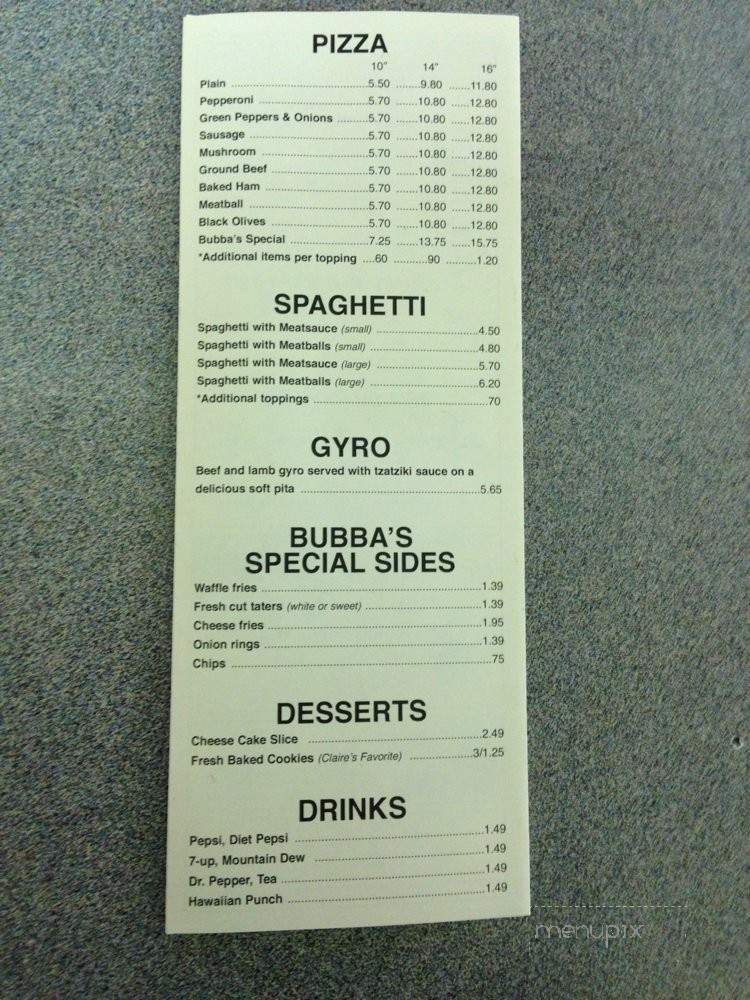 PIZZA
10" 14" 16"
Plain ..........5.50 .......9.80 ......11.80
Pepperoni ..........5.70 .......10.80 ......12.80
Green Peppers & Onions ..........5.70 .......10.80 ......12.80
Sausage ..........5.70 .......10.80 ......12.80
Mushroom ..........5.70 .......10.80 ......12.80
Ground Beef ..........5.70 .......10.80 ......12.80
Baked Ham ..........5.70 .......10.80 ......12.80
Meatball ..........5.70 .......10.80 ......12.80
Black Olives ..........5.70 .......10.80 ......12.80
Bubba's Special ..........7.25 .......13.75 ......15.75
*Additional items per topping ....60 ..........90 .........1.20
SPAGHETTI
Spaghetti with Meatsauce (small) ..........4.50
Spaghetti with Meatballs (small) ..........4.80
Spaghetti with Meatsauce (large) ..........5.70
Spaghetti with Meatballs (large) ..........6.20
*Additional toppings ..........70
GYRO
Beef and lamb gyro served with tzatziki sauce on a
delicious soft pita ..........5.65
BUBBA'S
SPECIAL SIDES
Waffle fries ..........1.39
Fresh cut taters (white or sweet) ..........1.39
Cheese fries ..........1.95
Onion rings ..........1.39
Chips ..........75
DESSERTS
Cheese Cake Slice ..........2.49
Fresh Baked Cookies (Claire's Favorite) ..........3/1.25
DRINKS
Pepsi, Diet Pepsi ..........1.49
7-up, Mountain Dew ..........1.49
Dr. Pepper, Tea ..........1.49
Hawaiian Punch ..........1.49
menupix